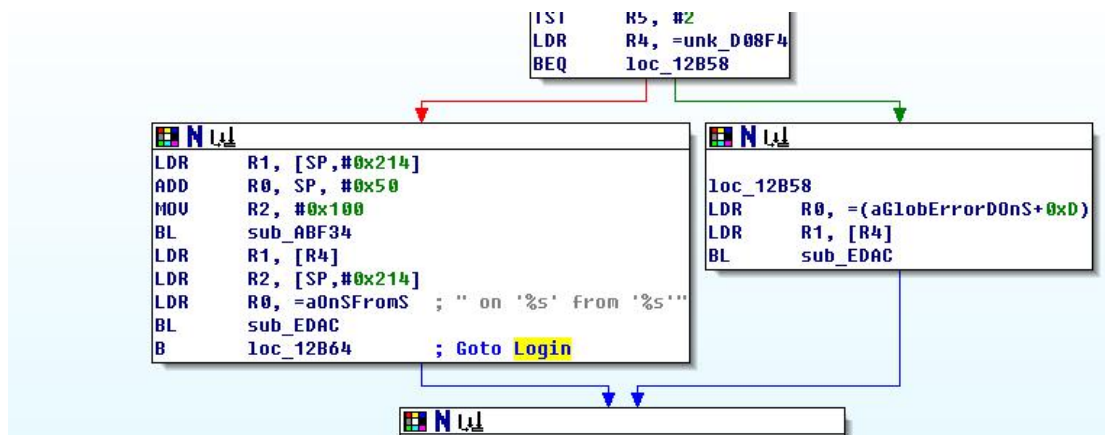 TST R5, #2
LDR R4, =unk_D08F4
BEQ loc_12B58
N
LDR R1, [SP,#0x214]
ADD R0, SP, #0x50
MOV R2, #0x100
BL sub_ABF34
LDR R1, [R4]
LDR R2, [SP,#0x214]
LDR R0, =aOnSFromS ; " on '%s' from '%s'"
BL sub_EDAC
B loc_12B64 ; Goto Login
N
loc_12B58
LDR R0, =(aGlobErrorDOnS+0xD)
LDR R1, [R4]
BL sub_EDAC
N